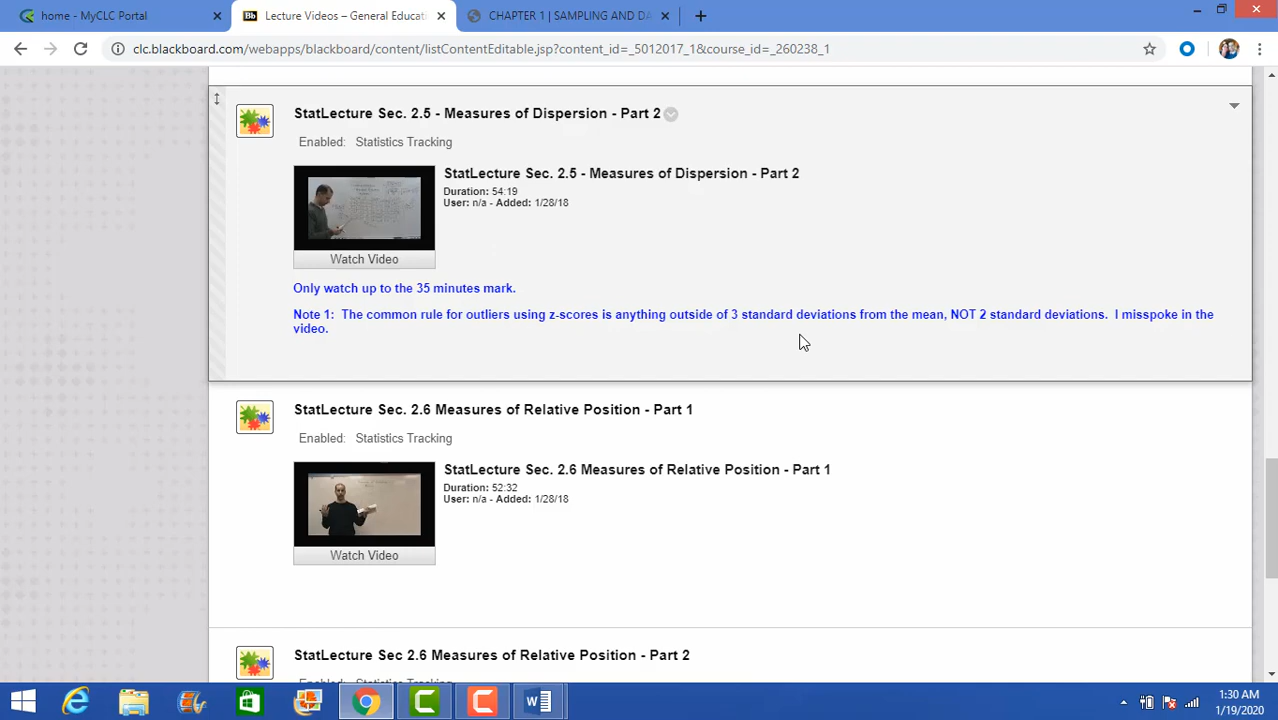 home - MyCLC Portal
Lecture Videos – General Educat
CHAPTER 1 | SAMPLING AND DA
clc.blackboard.com/webapps/blackboard/content/listContentEditable.jsp?content_id=_5012017_1&course_id=_260238_1
StatLecture Sec. 2.5 - Measures of Dispersion - Part 2
Enabled: Statistics Tracking
StatLecture Sec. 2.5 - Measures of Dispersion - Part 2
Duration: 54:19
User: n/a - Added: 1/28/18
Watch Video
Only watch up to the 35 minutes mark.
Note 1: The common rule for outliers using z-scores is anything outside of 3 standard deviations from the mean, NOT 2 standard deviations. I misspoke in the
video.
StatLecture Sec. 2.6 Measures of Relative Position - Part 1
Enabled: Statistics Tracking
StatLecture Sec. 2.6 Measures of Relative Position - Part 1
Duration: 52:32
User: n/a - Added: 1/28/18
Watch Video
StatLecture Sec 2.6 Measures of Relative Position - Part 2
Enabled: Statistics Tracking
1:30 AM
1/19/2020